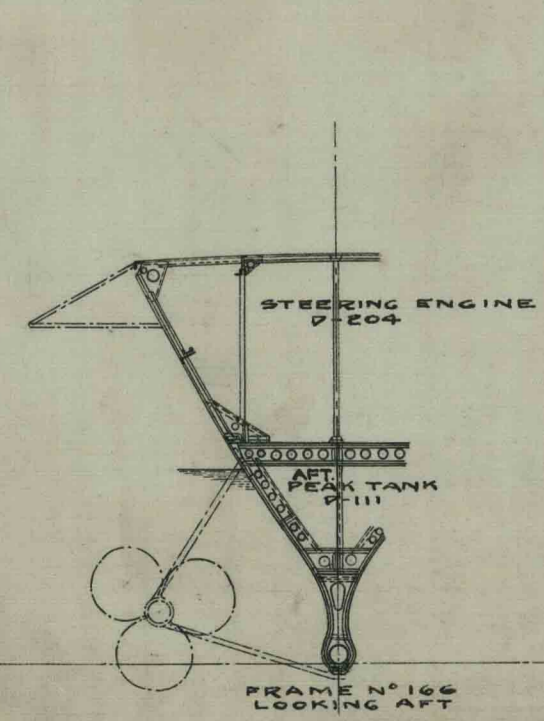 STEERING ENGINE
D-204
AFT.
PEAK TANK
D-111
FRAME Nº 166
LOOKING AFT